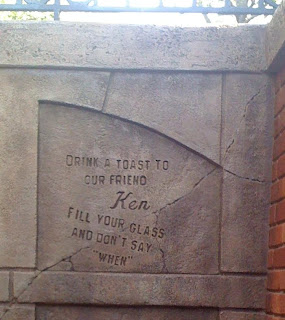 DRINK A TOAST TO
OUR FRIEND
Ken
FILL YOUR GLASS
AND DON'T SAY
"WHEN"